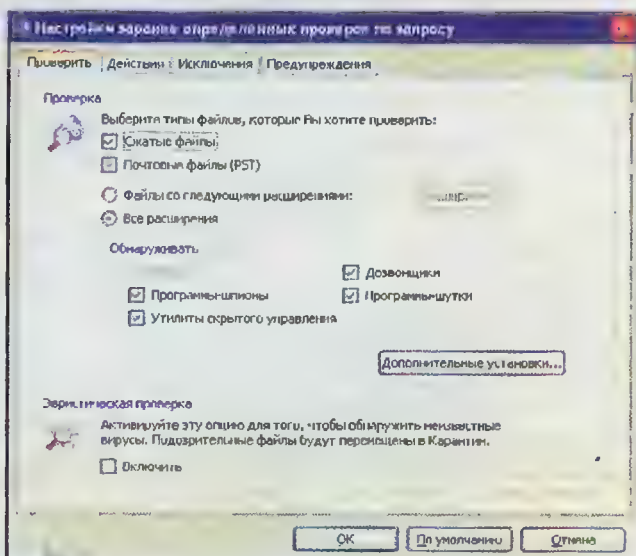 Настройки заранее определенных проверок по запросу
Проверить Действия Исключения Предупреждения
Проверка
Выберите типы файлов, которые Вы хотите проверить:
Сжатые файлы
Почтовые файлы (PST)
Файлы со следующими расширениями:
Все расширения
Обнаруживать
Дозвонщики
Программы-шпионы Программы-шутки
Утилиты скрытого управления
Дополнительные установки...
Эвристическая проверка
Активируйте эту опцию для того, чтобы обнаружить неизвестные
вирусы. Подозрительные файлы будут перемещены в Карантин.
Включить
OK По умолчанию Отмена